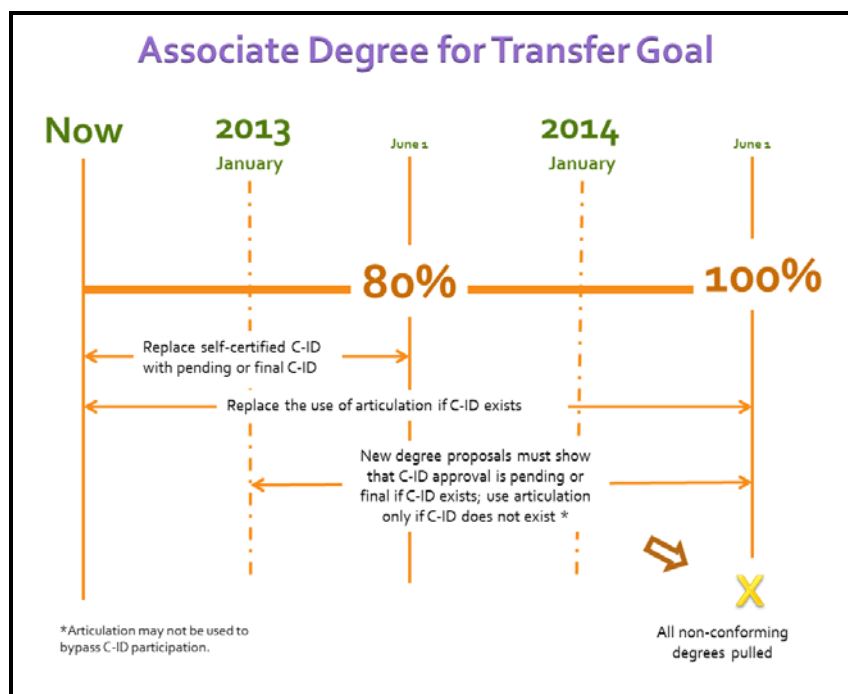 Associate Degree for Transfer Goal
Now
2013
January
June 1
2014
January
June 1
80%
100%
Replace self-certified C-ID
with pending or final C-ID
Replace the use of articulation if C-ID exists
New degree proposals must show
that C-ID approval is pending or
final if C-ID exists; use articulation
only if C-ID does not exist *
X
All non-conforming
degrees pulled
*Articulation may not be used to
bypass C-ID participation.